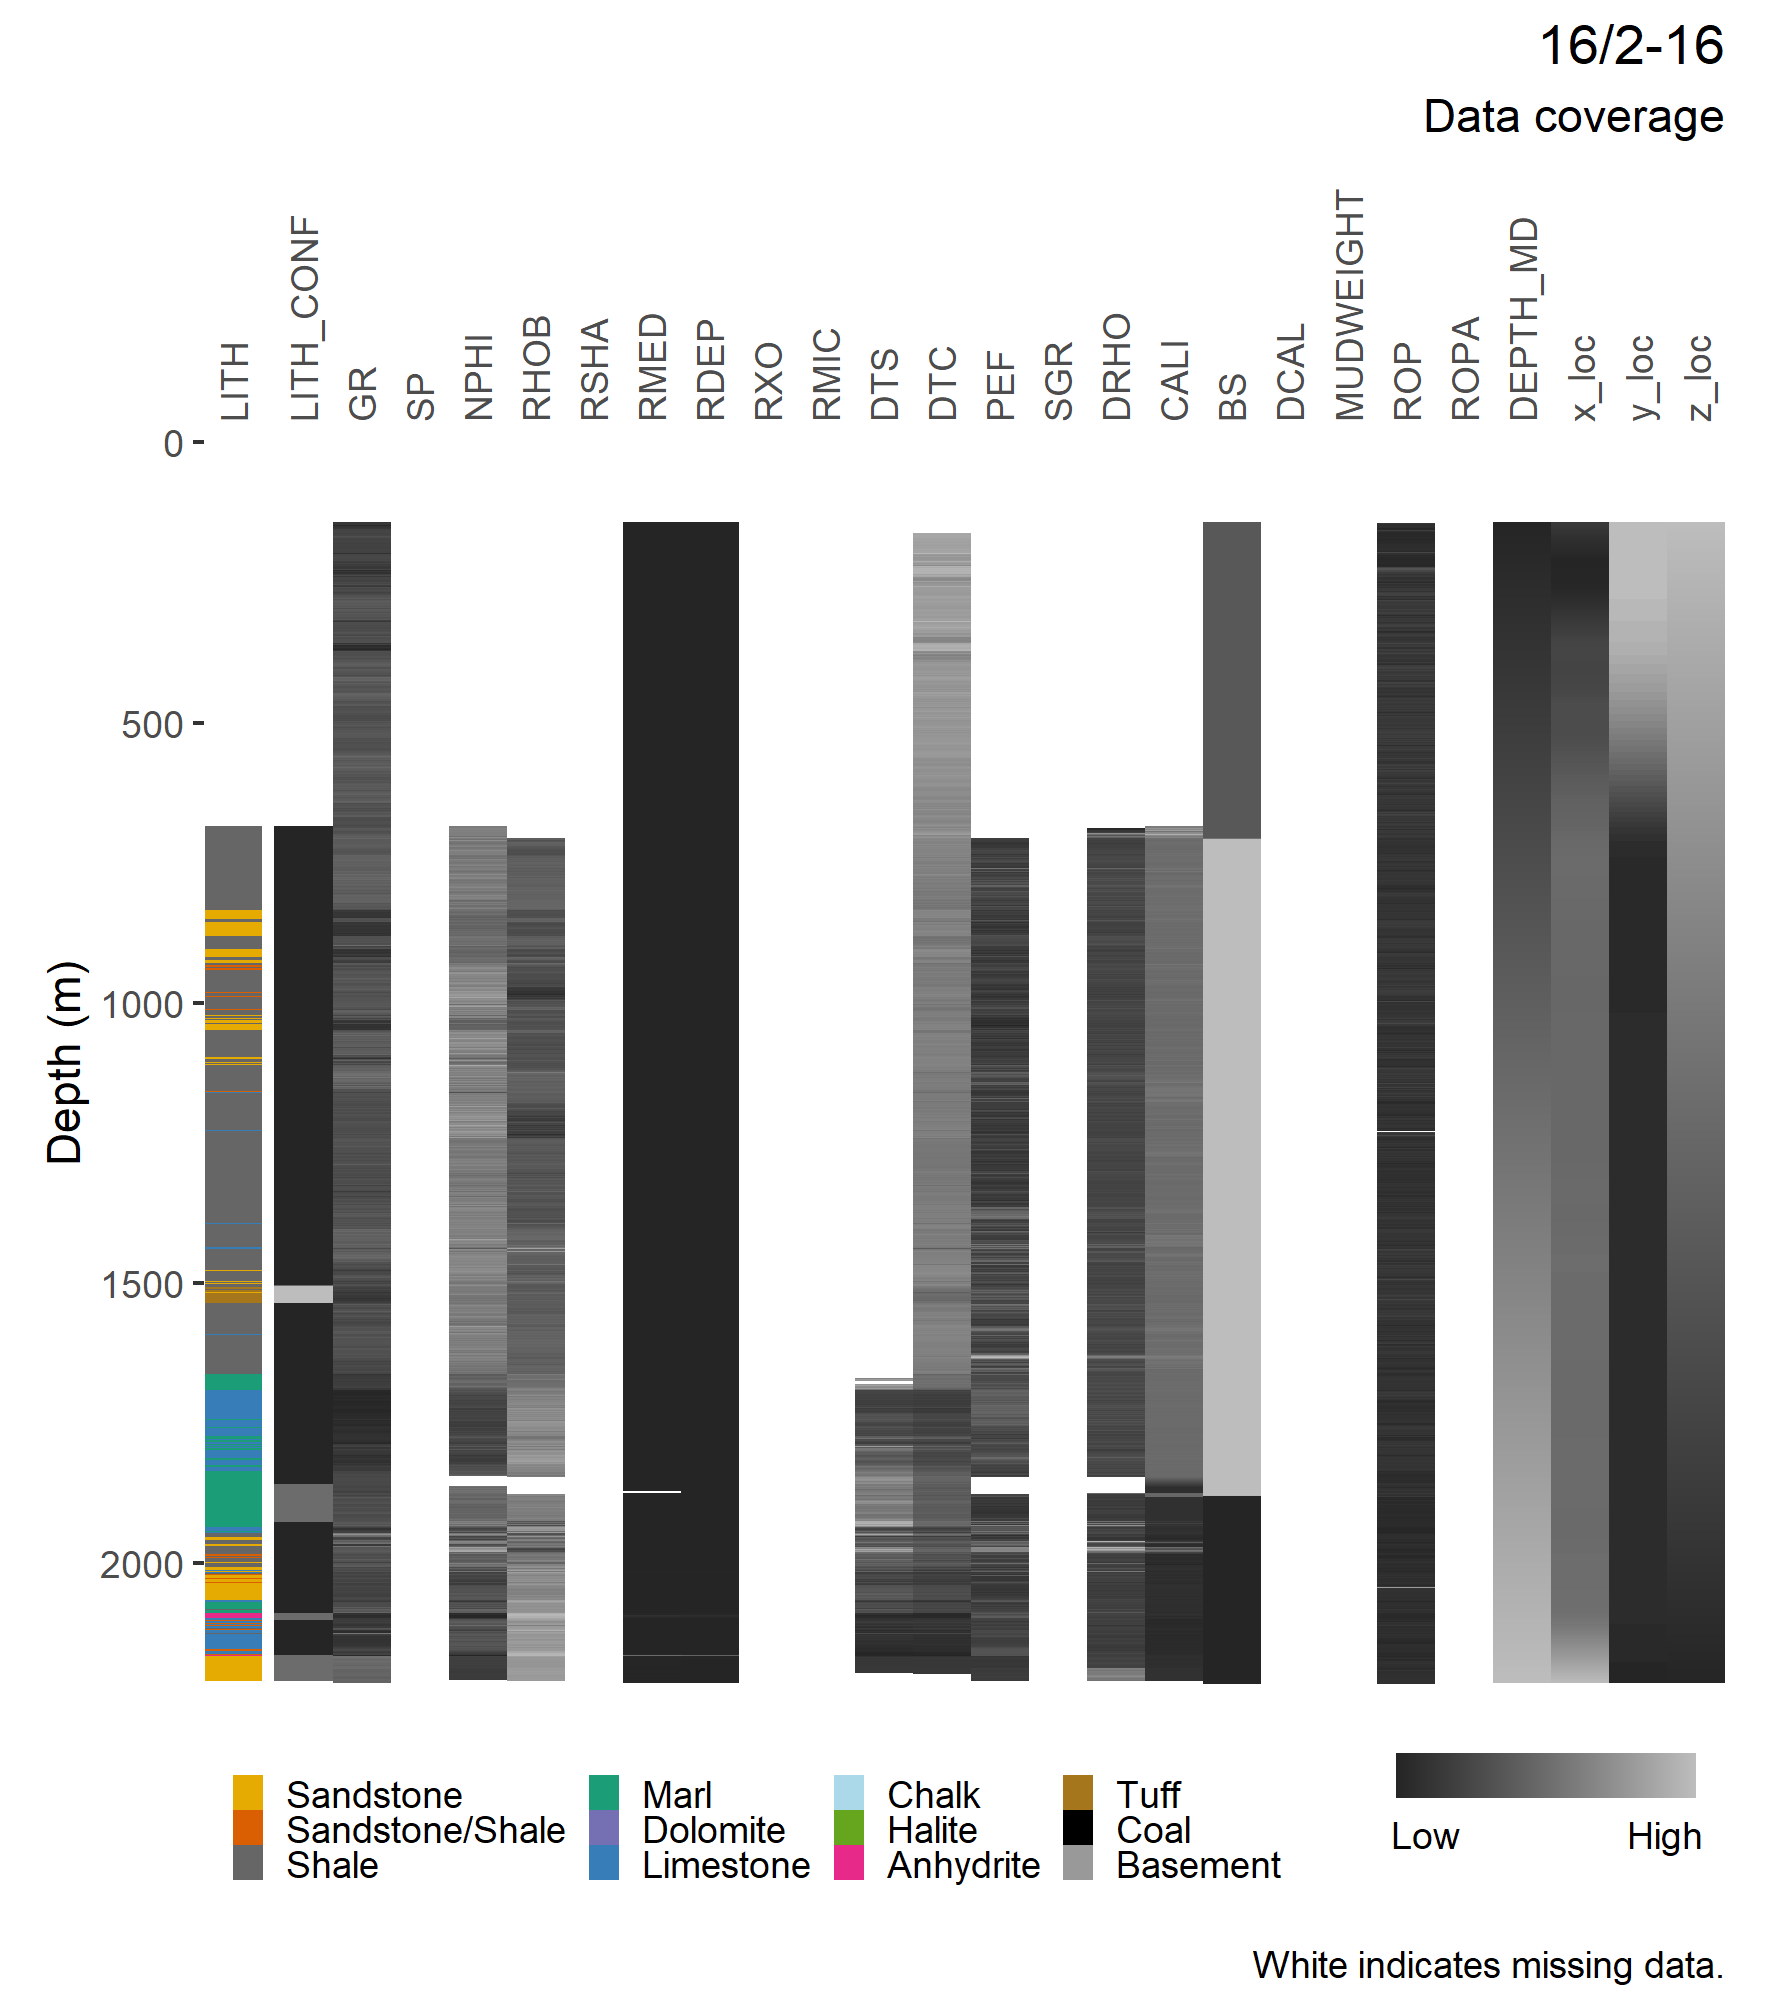 16/2-16
Data coverage
LITH
LITH_CONF
GR
SP
NPHI
RHOB
RSHA
RMED
RDEP
RXO
RMIC
DTS
DTC
PEF
SGR
DRHO
CALI
BS
DCAL
MUDWEIGHT
ROP
ROPA
DEPTH_MD
x_loc
y_loc
z_loc
0
500
1000
1500
2000
Depth (m)
Sandstone
Sandstone/Shale
Shale
Marl
Dolomite
Limestone
Chalk
Halite
Anhydrite
Tuff
Coal
Basement
Low High
White indicates missing data.